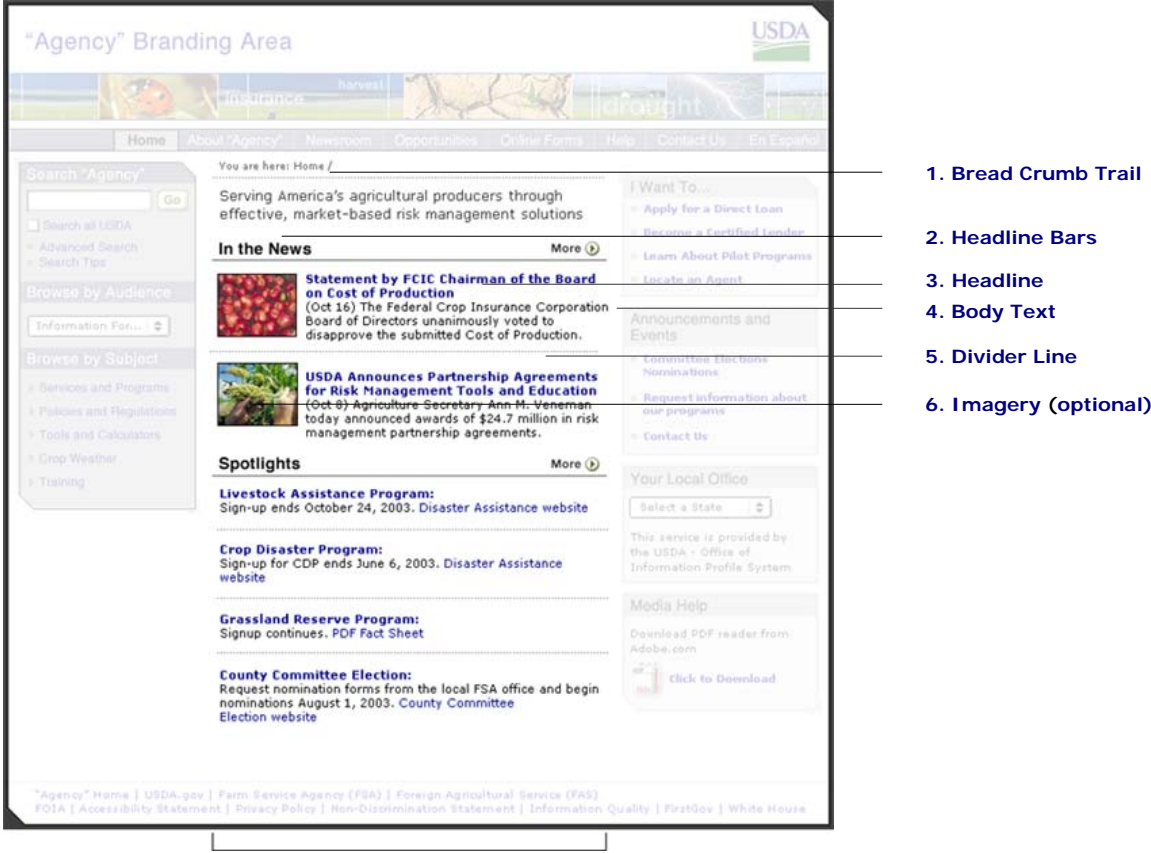 "Agency" Branding Area
USDA
harvest
insurance
drought
Home About "Agency" Newsroom Opportunities Online Forms Help Contact Us En Español
Search "Agency"
Go
Search all USDA
Advanced Search
Search Tips
Browse by Audience
Information For...
Browse by Subject
Services and Programs
Policies and Regulations
Tools and Calculators
Crop Weather
Training
You are here: Home /
Serving America's agricultural producers through
effective, market-based risk management solutions
In the News More
Statement by FCIC Chairman of the Board
on Cost of Production
(Oct 16) The Federal Crop Insurance Corporation
Board of Directors unanimously voted to
disapprove the submitted Cost of Production.
USDA Announces Partnership Agreements
for Risk Management Tools and Education
(Oct 8) Agriculture Secretary Ann M. Veneman
today announced awards of $24.7 million in risk
management partnership agreements.
Spotlights More
Livestock Assistance Program:
Sign-up ends October 24, 2003. Disaster Assistance website
Crop Disaster Program:
Sign-up for CDP ends June 6, 2003. Disaster Assistance
website
Grassland Reserve Program:
Signup continues. PDF Fact Sheet
County Committee Election:
Request nomination forms from the local FSA office and begin
nominations August 1, 2003. County Committee
Election website
I Want To...
Apply for a Direct Loan
Become a Certified Lender
Learn About Pilot Programs
Locate an Agent
Announcements and
Events
Committee Elections
Nominations
Request information about
our programs
Contact Us
Your Local Office
Select a State
This service is provided by
the USDA - Office of
Information Profile System
Media Help
Download PDF reader from
Adobe.com
Click to Download
"Agency" Home | USDA.gov | Farm Service Agency (FSA) | Foreign Agricultural Service (FAS)
FOIA | Accessibility Statement | Privacy Policy | Non-Discrimination Statement | Information Quality | FirstGov | White House
1. Bread Crumb Trail
2. Headline Bars
3. Headline
4. Body Text
5. Divider Line
6. Imagery (optional)